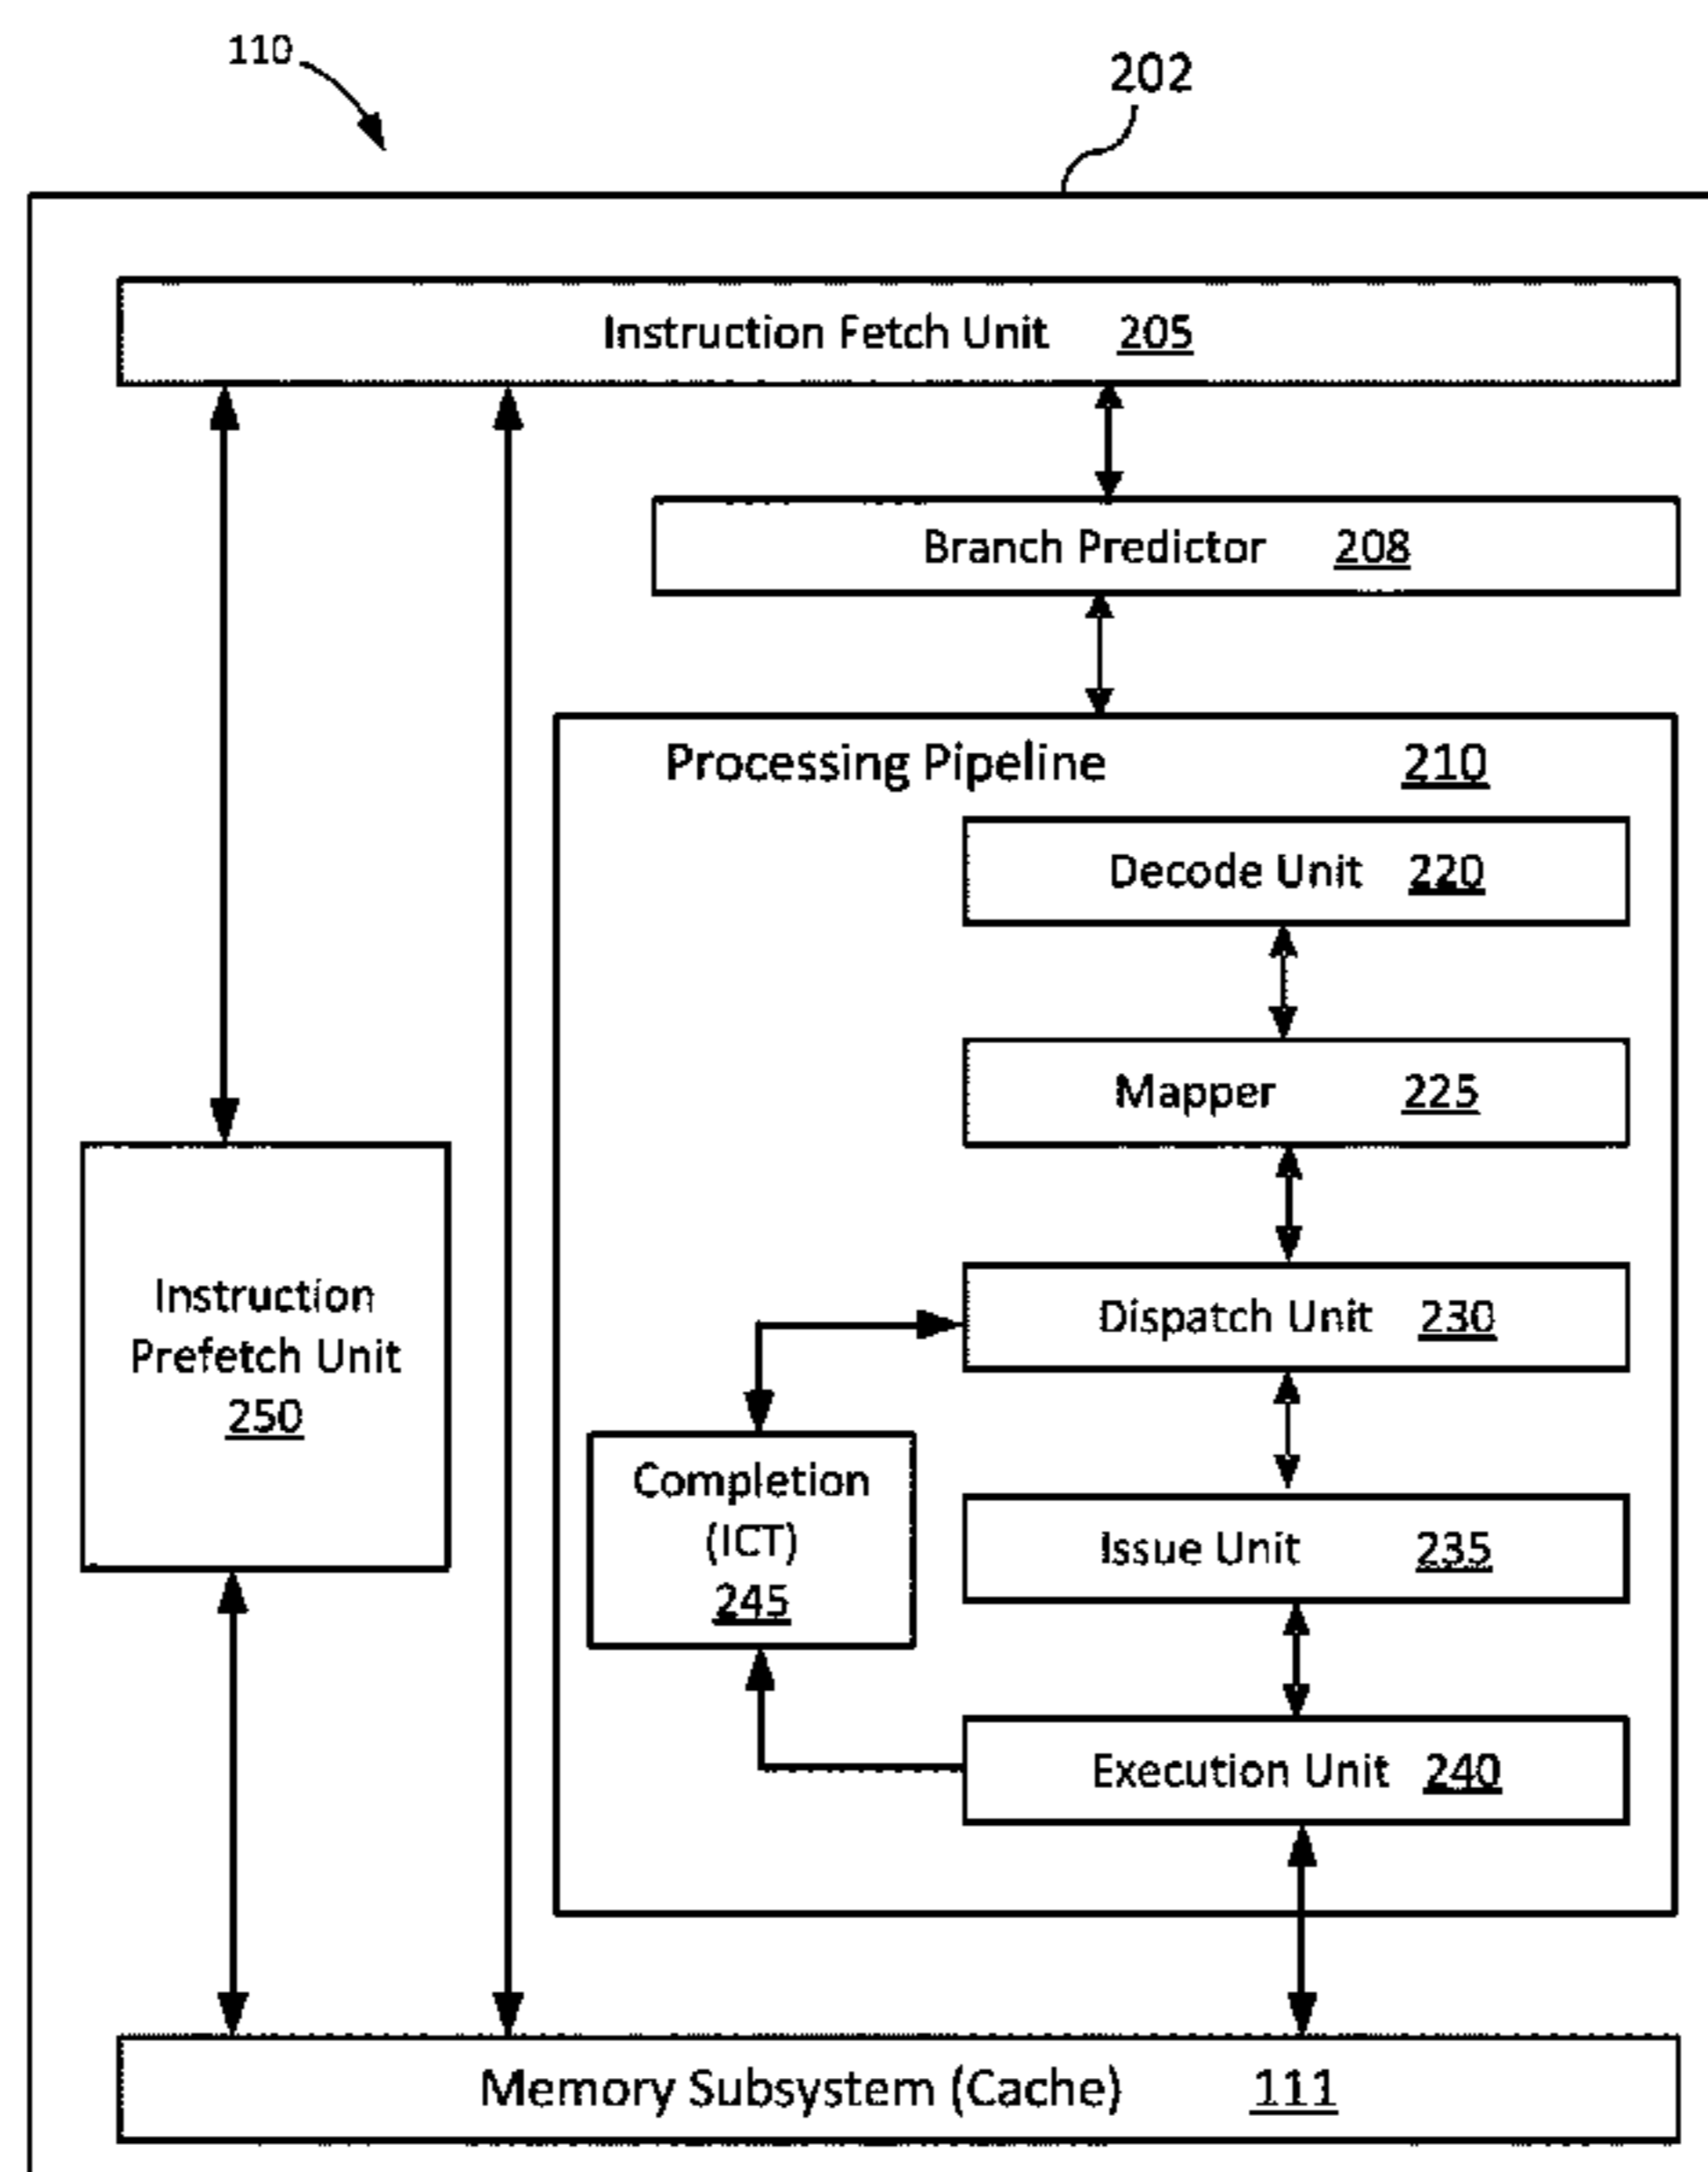 110
202
Instruction Fetch Unit 205
Branch Predictor 208
Processing Pipeline 210
Decode Unit 220
Mapper 225
Dispatch Unit 230
Instruction
Prefetch Unit
250
Completion
(ICT)
245
Issue Unit 235
Execution Unit 240
Memory Subsystem (Cache) 111